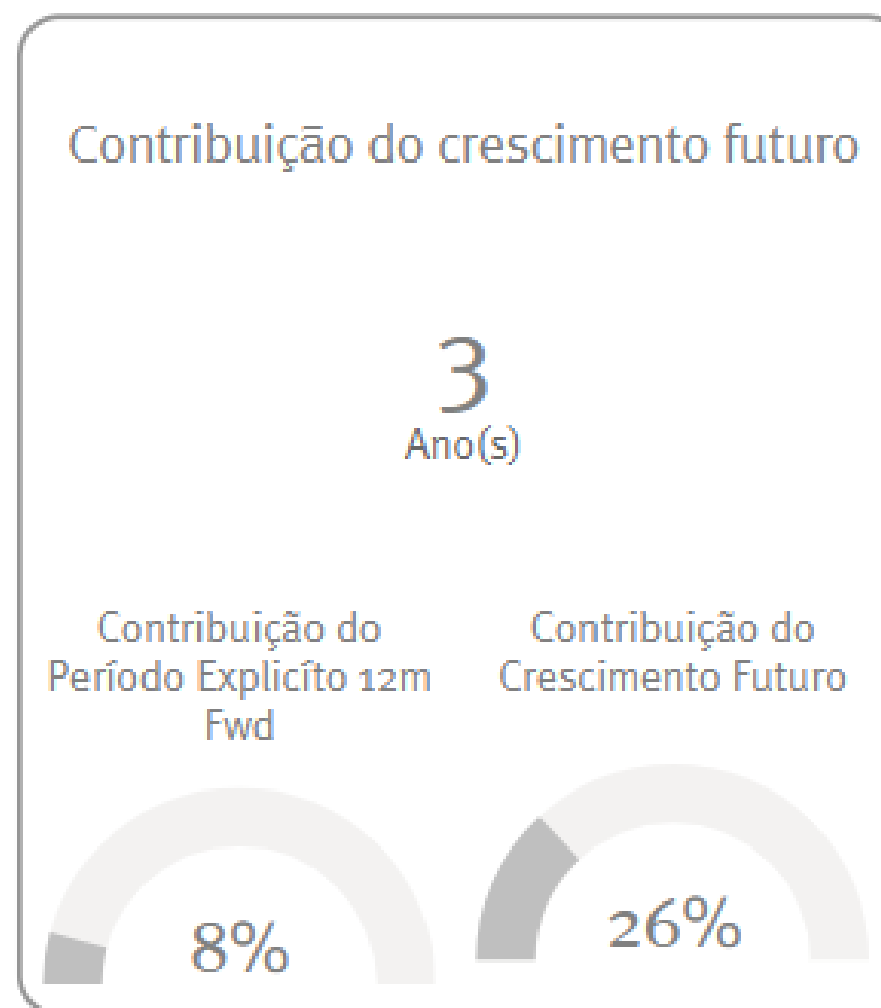 Contribuição do crescimento futuro
3
Ano(s)
Contribuição do
Período Explicíto 12m
Fwd
8%
Contribuição do
Crescimento Futuro
26%